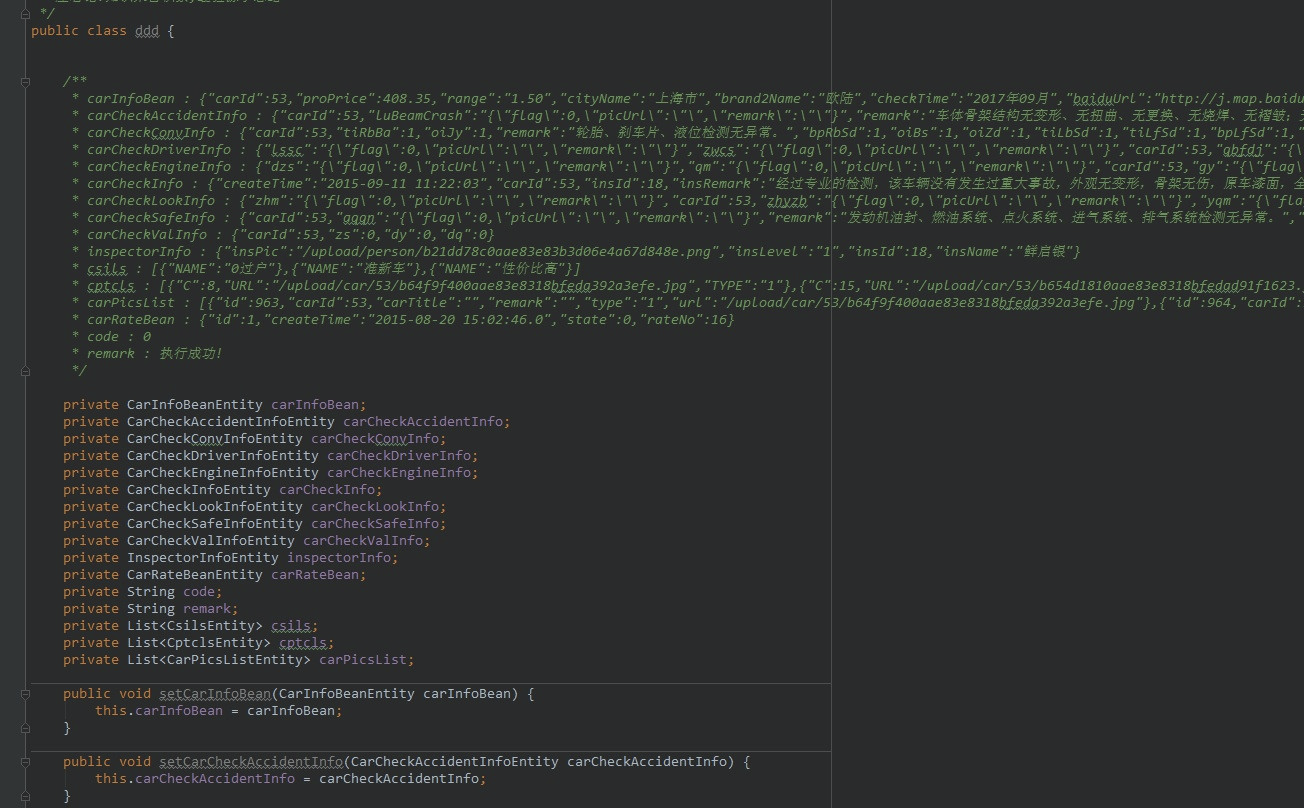 */
public class ddd {
/**
* carInfoBean : {"carId":53,"proPrice":408.35,"range":"1.50","cityName":"上海市","brand2Name":"欧陆","checkTime":"2017年09月","baiduUrl":"http://j.map.baidu
* carCheckAccidentInfo : {"carId":53,"luBeamCrash":"{\"flag\":0,\"picUrl\":\"\",\"remark\":\"\"}","remark":"车体骨架结构无变形、无扭曲、无更换、无烧焊、无褶皱;
* carCheckConvInfo : {"carId":53,"tiRbBa":1,"oiJy":1,"remark":"轮胎、刹车片、液位检测无异常。","bpRbSd":1,"oiBs":1,"oiZd":1,"tiLbSd":1,"tiLfSd":1,"bpLfSd":1,"t
* carCheckDriverInfo : {"lssc":"{\"flag\":0,\"picUrl\":\"\",\"remark\":\"\"}","zwcs":"{\"flag\":0,\"picUrl\":\"\",\"remark\":\"\"}","carId":53,"qbfdj":"{\
* carCheckEngineInfo : {"dzs":"{\"flag\":0,\"picUrl\":\"\",\"remark\":\"\"}","qm":"{\"flag\":0,\"picUrl\":\"\",\"remark\":\"\"}","carId":53,"gy":"{\"flag\
* carCheckInfo : {"createTime":"2015-09-11 11:22:03","carId":53,"insId":18,"insRemark":"经过专业的检测，该车辆没有发生过重大事故，外观无变形，骨架无伤，原车漆面，全
* carCheckLookInfo : {"zhm":"{\"flag\":0,\"picUrl\":\"\",\"remark\":\"\"}","carId":53,"zhyzb":"{\"flag\":0,\"picUrl\":\"\",\"remark\":\"\"}","yqm":"{\"flag
* carCheckSafeInfo : {"carId":53,"gqqn":"{\"flag\":0,\"picUrl\":\"\",\"remark\":\"\"}","remark":"发动机油封、燃油系统、点火系统、进气系统、排气系统检测无异常。","
* carCheckValInfo : {"carId":53,"zs":0,"dy":0,"dq":0}
* inspectorInfo : {"insPic":"/upload/person/b21dd78c0aae83e83b3d06e4a67d848e.png","insLevel":"1","insId":18,"insName":"鲜启银"}
* csils : [{"NAME":"0过户"},{"NAME":"准新车"},{"NAME":"性价比高"}]
* cptcls : [{"C":8,"URL":"/upload/car/53/b64f9f400aae83e8318bfeda392a3efe.jpg","TYPE":"1"},{"C":15,"URL":"/upload/car/53/b654d1810aae83e8318bfedad91f1623.
* carPicsList : [{"id":963,"carId":53,"carTitle":"","remark":"","type":"1","url":"/upload/car/53/b64f9f400aae83e8318bfeda392a3efe.jpg"},{"id":964,"carId":
* carRateBean : {"id":1,"createTime":"2015-08-20 15:02:46.0","state":0,"rateNo":16}
* code : 0
* remark : 执行成功!
*/
private CarInfoBeanEntity carInfoBean;
private CarCheckAccidentInfoEntity carCheckAccidentInfo;
private CarCheckConvInfoEntity carCheckConvInfo;
private CarCheckDriverInfoEntity carCheckDriverInfo;
private CarCheckEngineInfoEntity carCheckEngineInfo;
private CarCheckInfoEntity carCheckInfo;
private CarCheckLookInfoEntity carCheckLookInfo;
private CarCheckSafeInfoEntity carCheckSafeInfo;
private CarCheckValInfoEntity carCheckValInfo;
private InspectorInfoEntity inspectorInfo;
private CarRateBeanEntity carRateBean;
private String code;
private String remark;
private List<CsilsEntity> csils;
private List<CptclsEntity> cptcls;
private List<CarPicsListEntity> carPicsList;
public void setCarInfoBean(CarInfoBeanEntity carInfoBean) {
this.carInfoBean = carInfoBean;
}
public void setCarCheckAccidentInfo(CarCheckAccidentInfoEntity carCheckAccidentInfo) {
this.carCheckAccidentInfo = carCheckAccidentInfo;
}